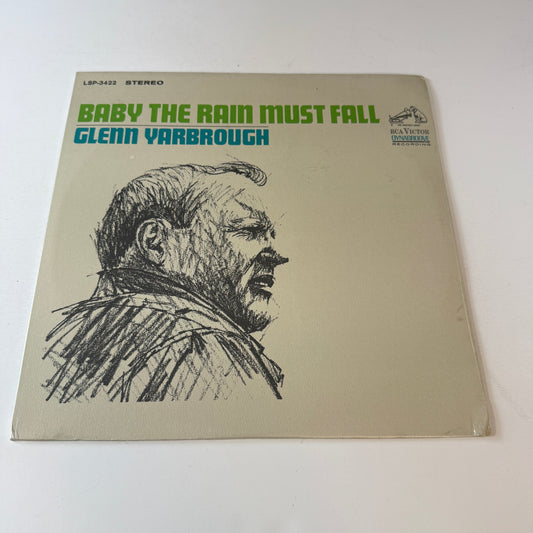 LSP-3422 STEREO
BABY THE RAIN MUST FALL
GLENN YARBROUGH
RCA VICTOR
DYNAGROOVE
RECORDING